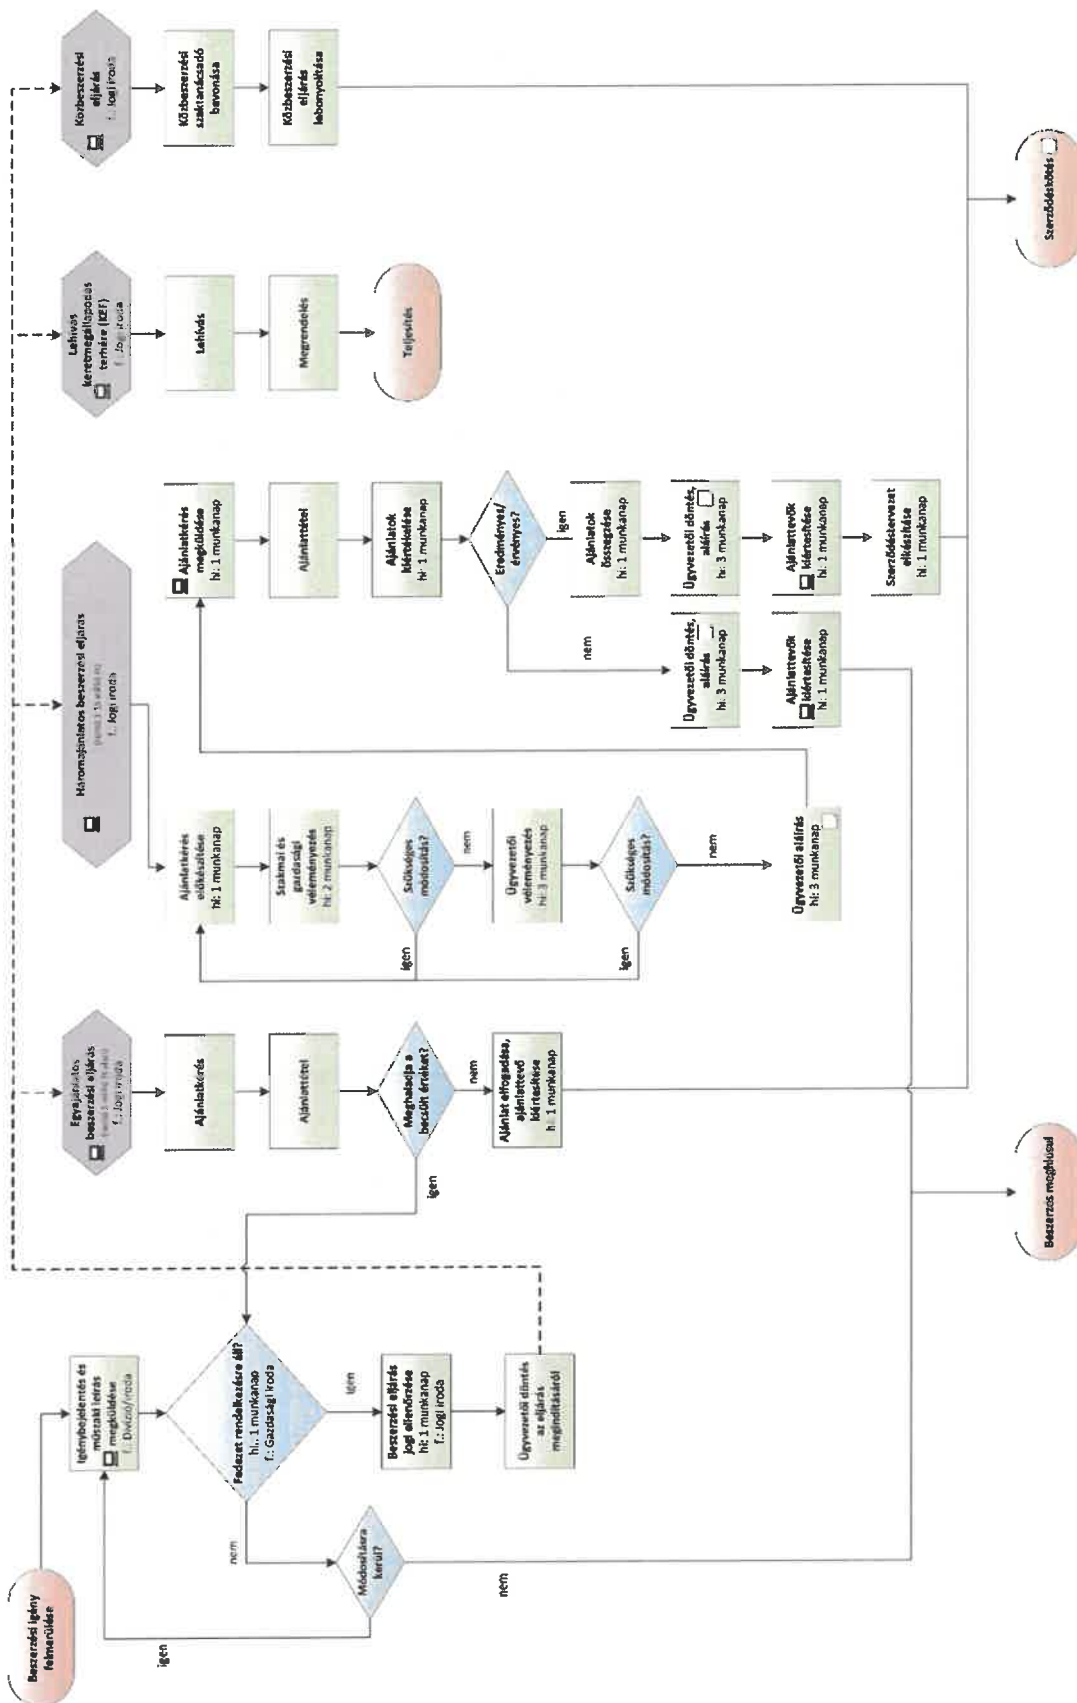 Beszerzési igény
felmerülése
Igénybejelentés és
műszaki leírás
megküldése
f.: Divízió/iroda
Fedezet rendelkezésre áll?
hi.: 1 munkanap
f.: Gazdasági iroda
nem
igen
Módosításra
kerül?
igen
nem
Beszerzési eljárás
jogi ellenőrzése
hi: 1 munkanap
f.: Jogi iroda
Ügyvezetői döntés
az eljárás
megindításáról
Egyajánlatos
beszerzési eljárás
f.: Jogi iroda
Ajánlatkérés
Ajánlattétel
Meghaladja a
becsült értéket?
igen
nem
Ajánlat elfogadása,
ajánlattevő
kiértesítése
hi: 1 munkanap
Háromajánlatos beszerzési eljárás
f.: Jogi iroda
Ajánlatkérés
előkészítése
hi: 1 munkanap
Szakmai és
gazdasági
véleményezés
hi: 2 munkanap
Szükséges
módosítás?
igen
nem
Ügyvezetői
véleményezés
hi: 3 munkanap
Szükséges
módosítás?
igen
nem
Ügyvezetői aláírás
hi: 3 munkanap
Ajánlatkérés
megküldése
hi: 1 munkanap
Ajánlattétel
Ajánlatok
kiértékelése
hi: 1 munkanap
Eredményes/
érvényes?
nem
igen
Ügyvezetői döntés,
aláírás
hi: 3 munkanap
Ajánlattevők
kiértesítése
hi: 1 munkanap
Ajánlatok
összegzése
hi: 1 munkanap
Ügyvezetői döntés,
aláírás
hi: 3 munkanap
Ajánlattevők
kiértesítése
hi: 1 munkanap
Szerződéstervezet
elkészítése
hi: 1 munkanap
Lehívás
keretmegállapodás
terhére (KEF)
f.: Jogi iroda
Lehívás
Megrendelés
Teljesítés
Közbeszerzési
eljárás
f.: Jogi iroda
Közbeszerzési
szaktanácsadó
bevonása
Közbeszerzési
eljárás
lebonyolítása
Beszerzés meghiúsul
Szerződéskötés